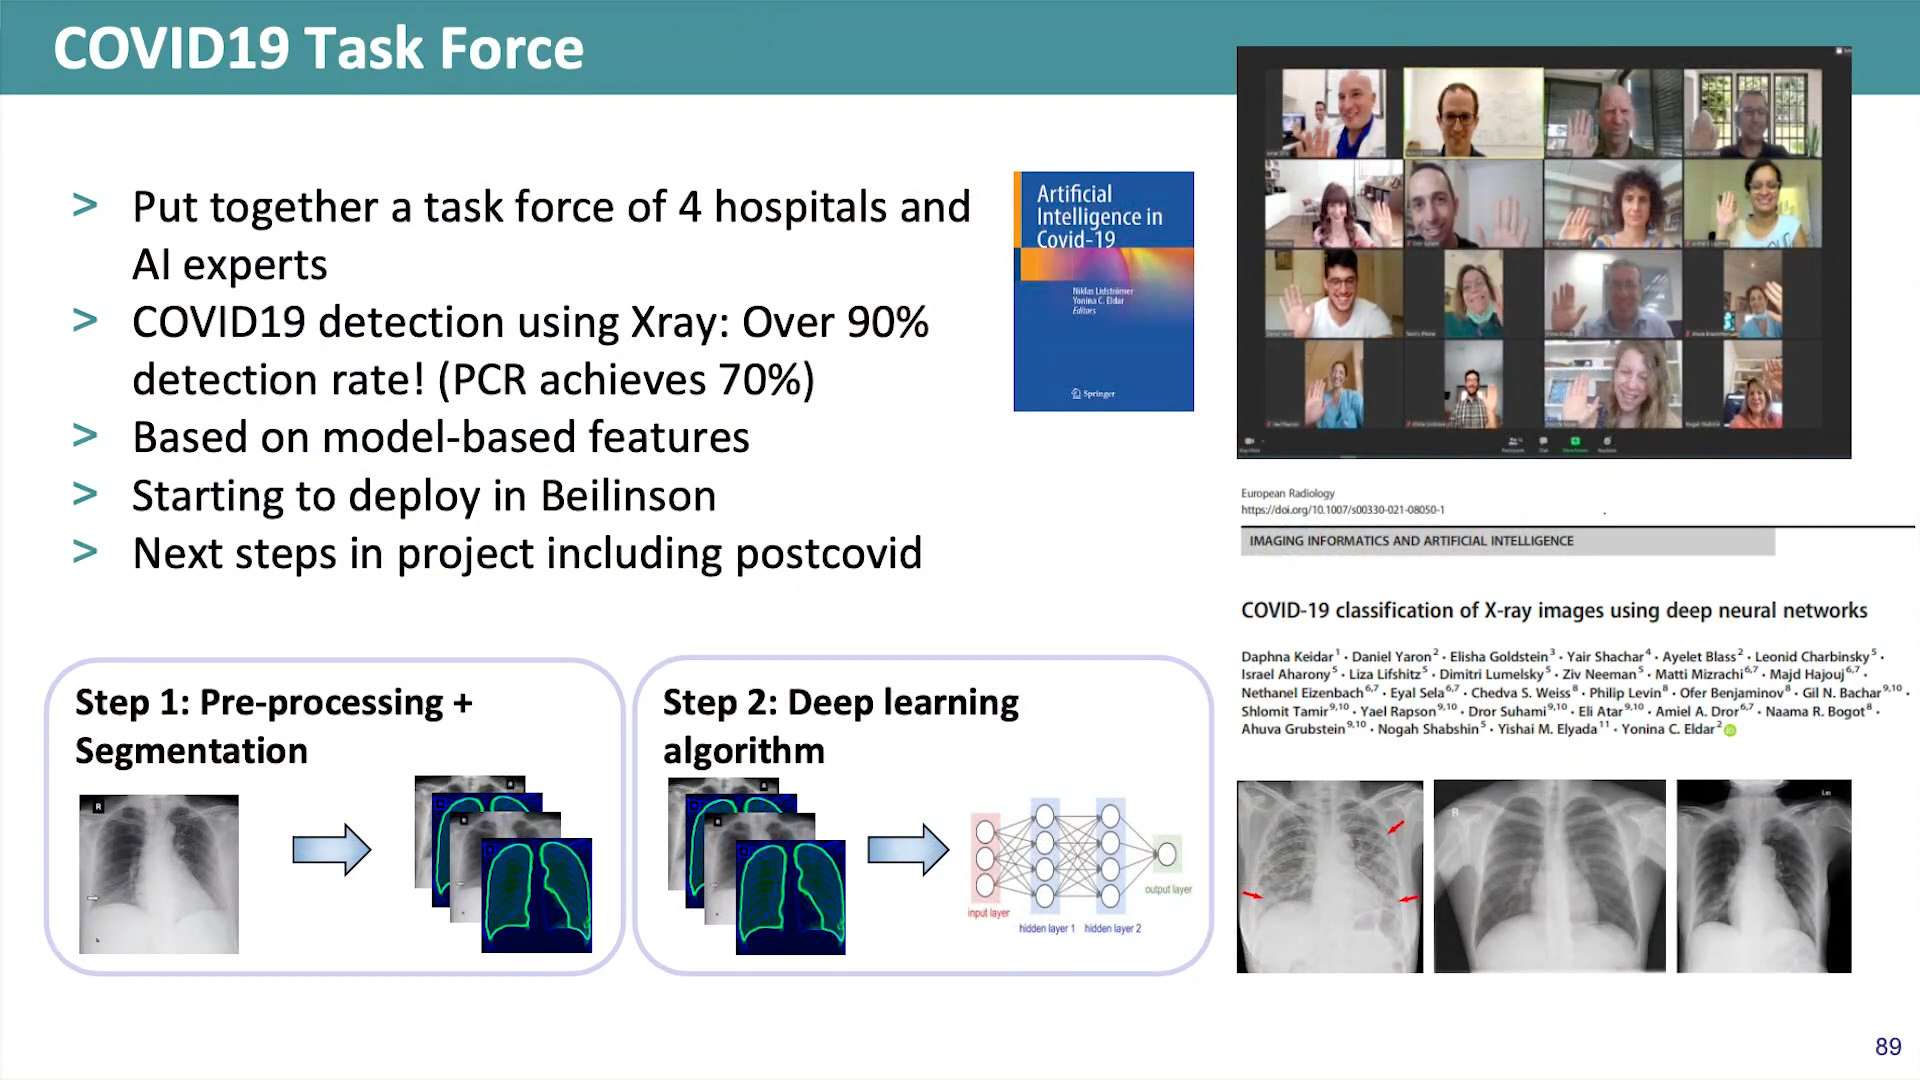 COVID19 Task Force
> Put together a task force of 4 hospitals and
AI experts
> COVID19 detection using Xray: Over 90%
detection rate! (PCR achieves 70%)
> Based on model-based features
> Starting to deploy in Beilinson
> Next steps in project including postcovid
Artificial
Intelligence in
Covid-19
Niklas Lidströmer
Yonina C. Eldar
Editors
Springer
European Radiology
https://doi.org/10.1007/s00330-021-08050-1
IMAGING INFORMATICS AND ARTIFICIAL INTELLIGENCE
COVID-19 classification of X-ray images using deep neural networks
Daphna Keidar1 · Daniel Yaron2 · Elisha Goldstein3 · Yair Shachar4 · Ayelet Blass2 · Leonid Charbinsky5 ·
Israel Aharony5 · Liza Lifshitz5 · Dimitri Lumelsky5 · Ziv Neeman5 · Matti Mizrachi6,7 · Majd Hajouj6,7 ·
Nethanel Eizenbach6,7 · Eyal Sela6,7 · Chedva S. Weiss8 · Philip Levin8 · Ofer Benjaminov8 · Gil N. Bachar9,10 ·
Shlomit Tamir9,10 · Yael Rapson9,10 · Dror Suhami9,10 · Eli Atar9,10 · Amiel A. Dror6,7 · Naama R. Bogot8 ·
Ahuva Grubstein9,10 · Nogah Shabshin5 · Yishai M. Elyada11 · Yonina C. Eldar2
Step 1: Pre-processing +
Segmentation
R
Step 2: Deep learning
algorithm
input layer
hidden layer 1 hidden layer 2
output layer
R
89